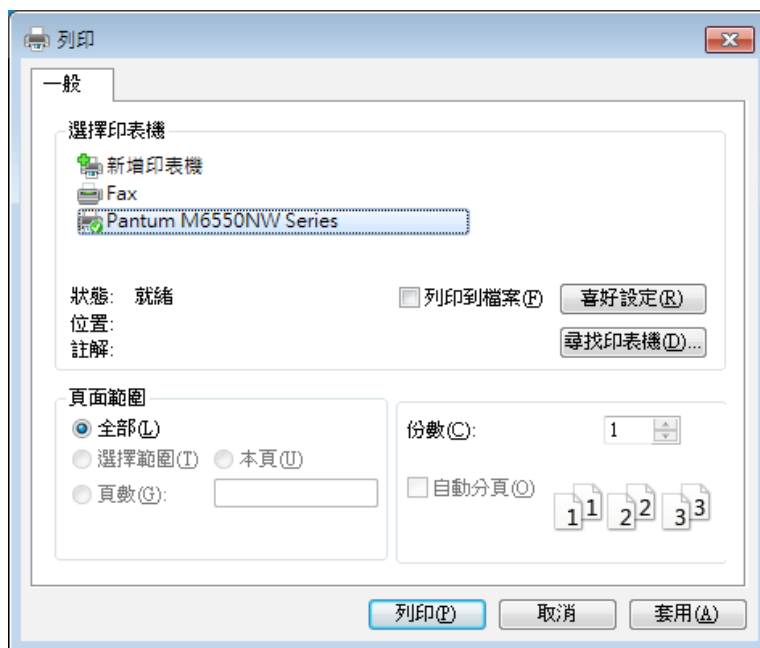 列印
一般
選擇印表機
新增印表機
Fax
Pantum M6550NW Series
狀態: 就緒
位置:
註解:
列印到檔案(F)
喜好設定(R)
尋找印表機(D)...
頁面範圍
全部(L)
選擇範圍(T) 本頁(U)
頁數(G):
份數(C): 1
自動分頁(O)
1 1 2 2 3 3
列印(P) 取消 套用(A)